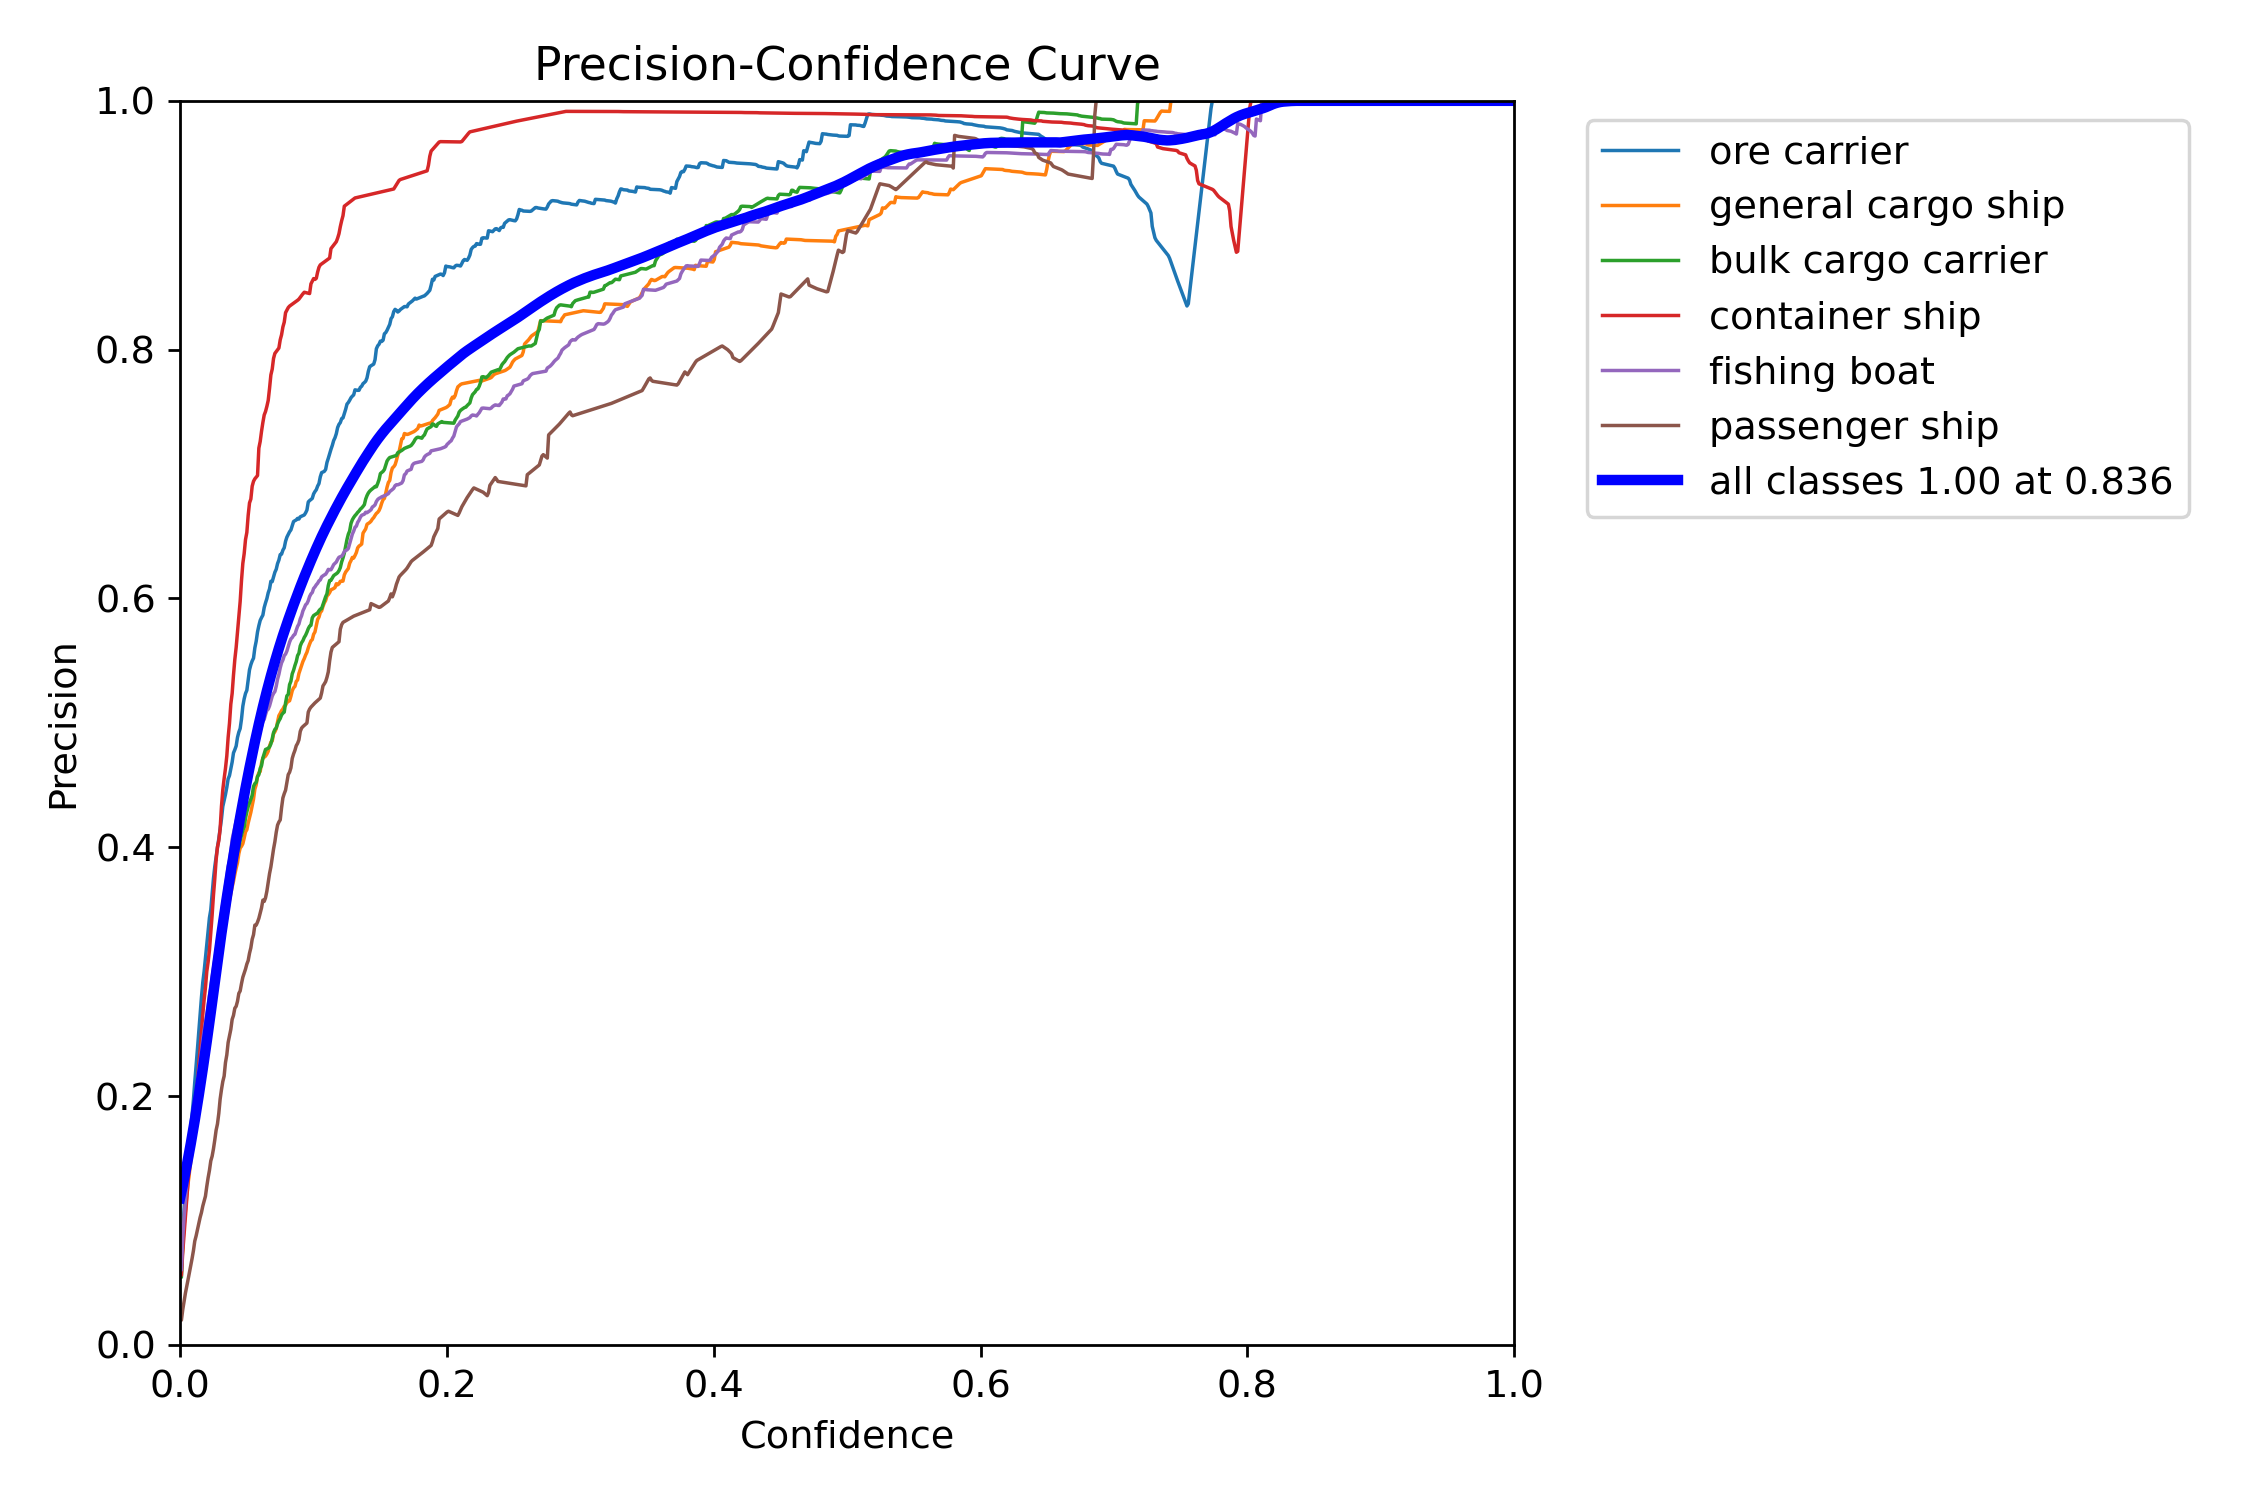 Precision-Confidence Curve
1.0
0.8
0.6
0.4
0.2
0.0
Precision
0.0 0.2 0.4 0.6 0.8 1.0
Confidence
ore carrier
general cargo ship
bulk cargo carrier
container ship
fishing boat
passenger ship
all classes 1.00 at 0.836